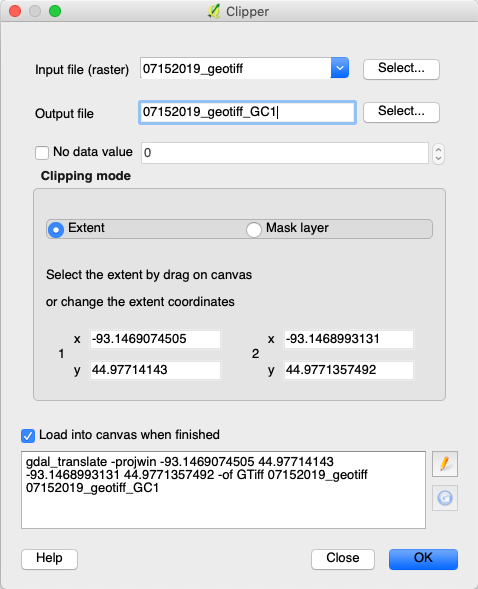 Clipper
Input file (raster) 07152019_geotiff Select...
Output file 07152019_geotiff_GC1 Select...
No data value 0
Clipping mode
Extent Mask layer
Select the extent by drag on canvas
or change the extent coordinates
x -93.1469074505 x -93.1468993131
1 2
y 44.97714143 y 44.9771357492
Load into canvas when finished
gdal_translate -projwin -93.1469074505 44.97714143
-93.1468993131 44.9771357492 -of GTiff 07152019_geotiff
07152019_geotiff_GC1
Help Close OK